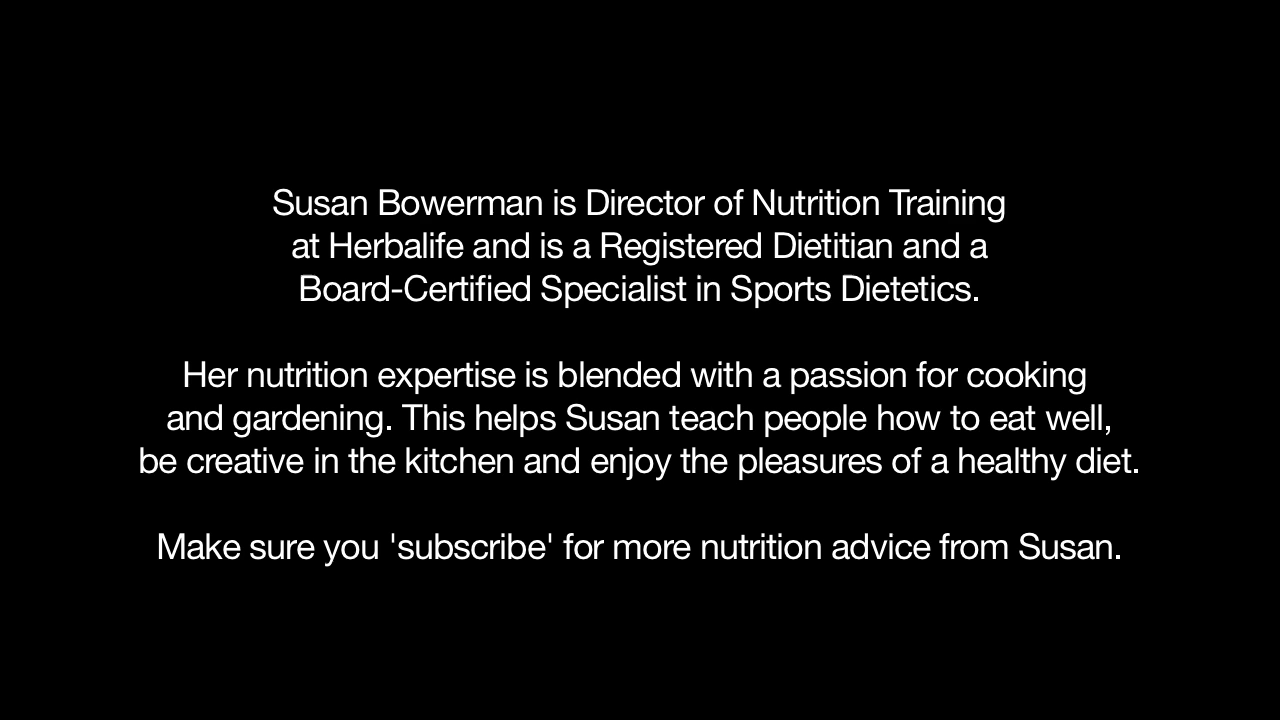 Susan Bowerman is Director of Nutrition Training
at Herbalife and is a Registered Dietitian and a
Board-Certified Specialist in Sports Dietetics.
Her nutrition expertise is blended with a passion for cooking
and gardening. This helps Susan teach people how to eat well,
be creative in the kitchen and enjoy the pleasures of a healthy diet.
Make sure you 'subscribe' for more nutrition advice from Susan.